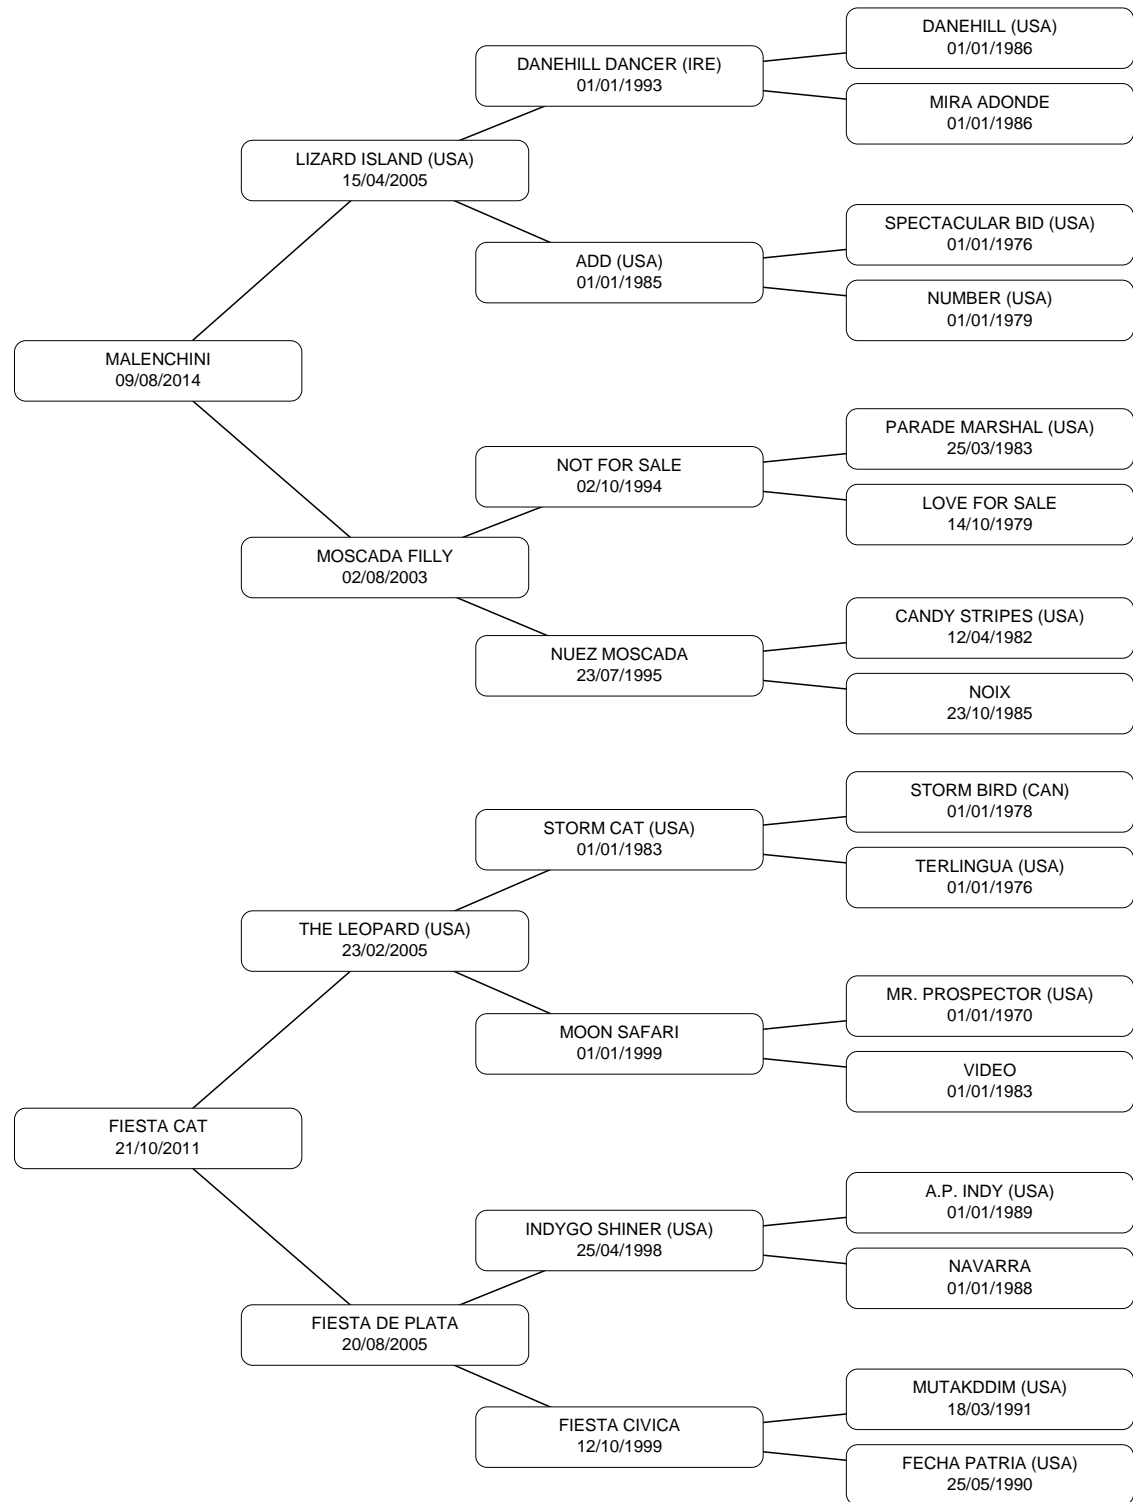 DANEHILL (USA)
01/01/1986
DANEHILL DANCER (IRE)
01/01/1993
MIRA ADONDE
01/01/1986
LIZARD ISLAND (USA)
15/04/2005
SPECTACULAR BID (USA)
01/01/1976
ADD (USA)
01/01/1985
NUMBER (USA)
01/01/1979
MALENCHINI
09/08/2014
PARADE MARSHAL (USA)
25/03/1983
NOT FOR SALE
02/10/1994
LOVE FOR SALE
14/10/1979
MOSCADA FILLY
02/08/2003
CANDY STRIPES (USA)
12/04/1982
NUEZ MOSCADA
23/07/1995
NOIX
23/10/1985
STORM BIRD (CAN)
01/01/1978
STORM CAT (USA)
01/01/1983
TERLINGUA (USA)
01/01/1976
THE LEOPARD (USA)
23/02/2005
MR. PROSPECTOR (USA)
01/01/1970
MOON SAFARI
01/01/1999
VIDEO
01/01/1983
FIESTA CAT
21/10/2011
A.P. INDY (USA)
01/01/1989
INDYGO SHINER (USA)
25/04/1998
NAVARRA
01/01/1988
FIESTA DE PLATA
20/08/2005
MUTAKDDIM (USA)
18/03/1991
FIESTA CIVICA
12/10/1999
FECHA PATRIA (USA)
25/05/1990